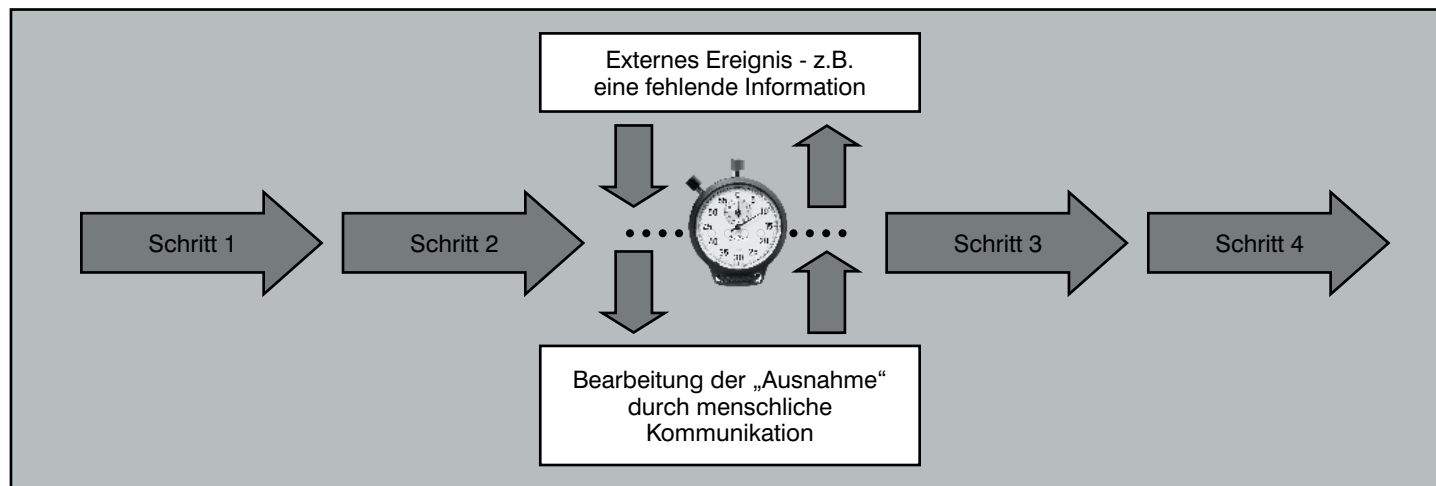 Externes Ereignis - z.B.
eine fehlende Information
Schritt 1
Schritt 2
Schritt 3
Schritt 4
Bearbeitung der „Ausnahme“
durch menschliche
Kommunikation